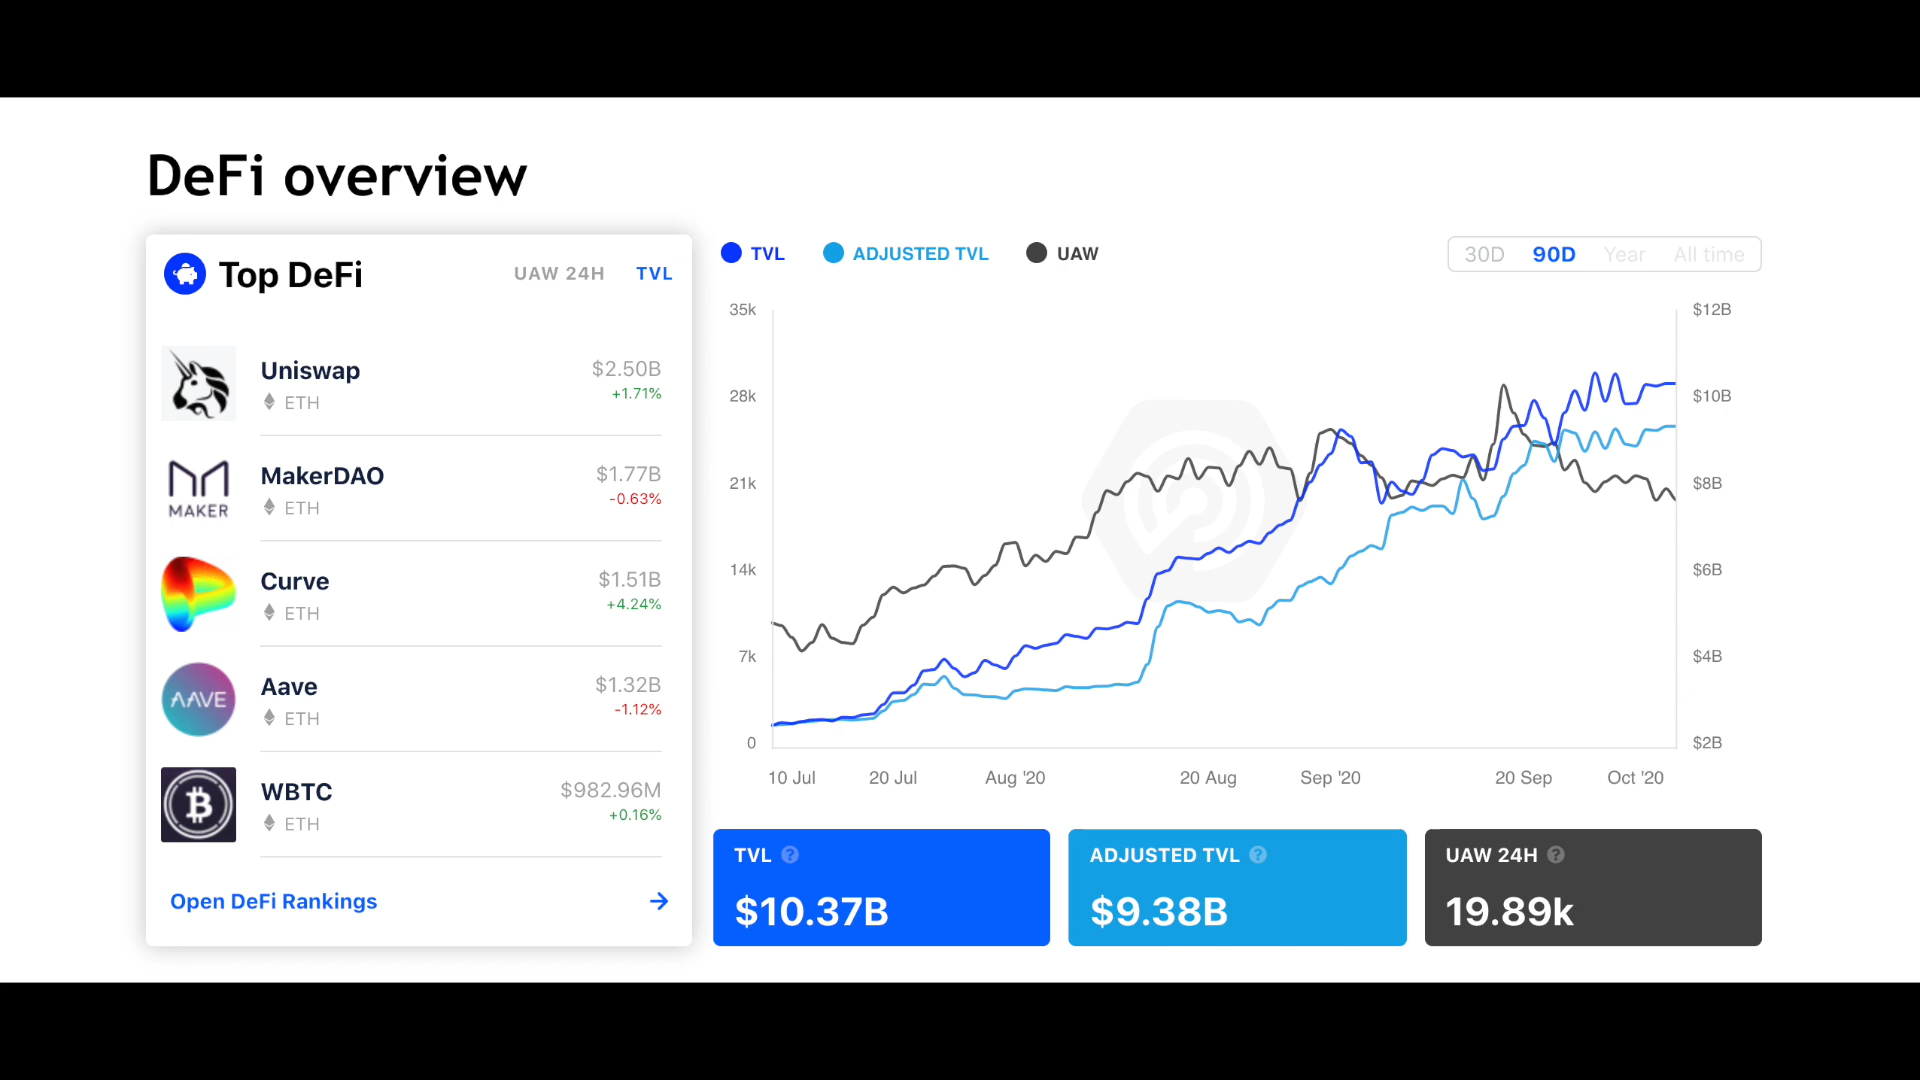 DeFi overview
Top DeFi
UAW 24H
TVL
Uniswap
ETH
$2.50B
+1.71%
MAKER
MakerDAO
ETH
$1.77B
-0.63%
Curve
ETH
$1.51B
+4.24%
AAVE
Aave
ETH
$1.32B
-1.12%
WBTC
ETH
$982.96M
+0.16%
Open DeFi Rankings
TVL
ADJUSTED TVL
UAW
30D
90D
Year
All time
35k
28k
21k
14k
7k
0
$12B
$10B
$8B
$6B
$4B
$2B
10 Jul
20 Jul
Aug '20
20 Aug
Sep '20
20 Sep
Oct '20
TVL ?
$10.37B
ADJUSTED TVL ?
$9.38B
UAW 24H ?
19.89k